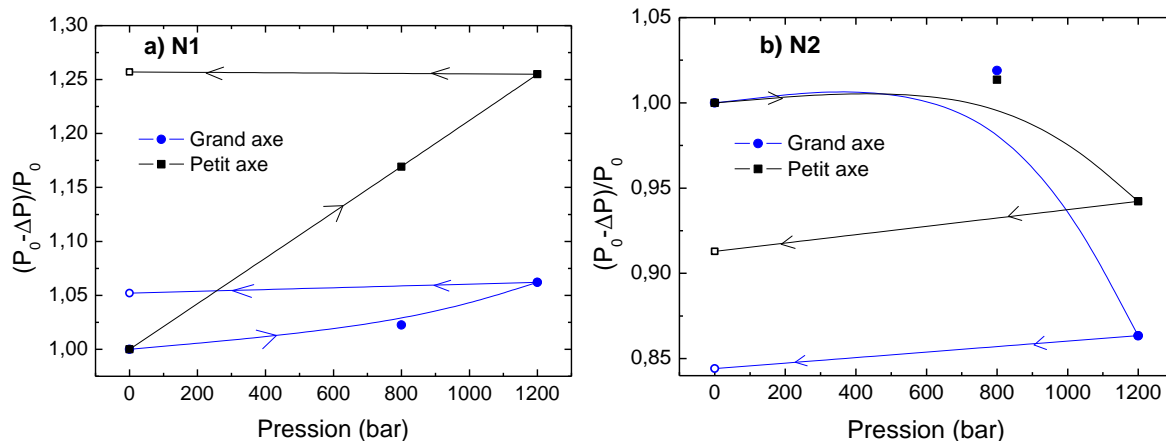 a) N1
1,30
1,25
1,20
1,15
1,10
1,05
1,00
(P0-ΔP)/P0
Grand axe
Petit axe
0 200 400 600 800 1000 1200
Pression (bar)
b) N2
1,05
1,00
0,95
0,90
0,85
(P0-ΔP)/P0
Grand axe
Petit axe
0 200 400 600 800 1000 1200
Pression (bar)